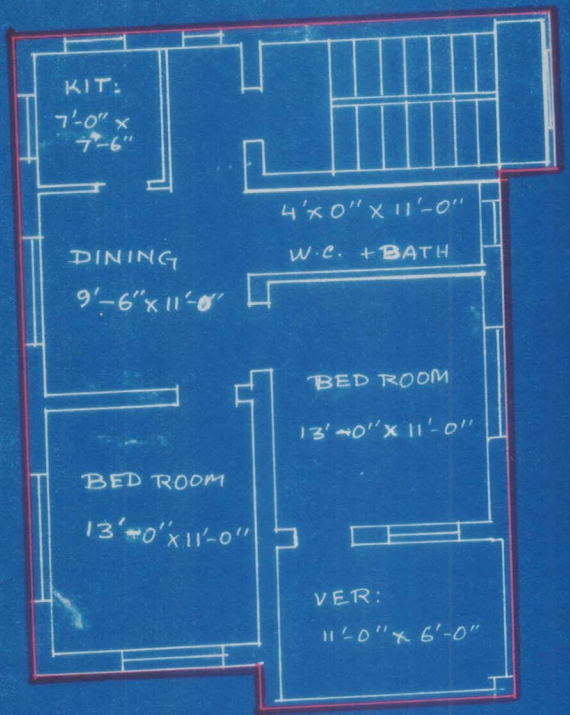 KIT:
7'-0" x
7'-6"
4'x0" x 11'-0"
W.C. + BATH
DINING
9'-6" x 11'-0"
BED ROOM
13'-0" x 11'-0"
BED ROOM
13'-0" x 11'-0"
VER:
11'-0" x 6'-0"